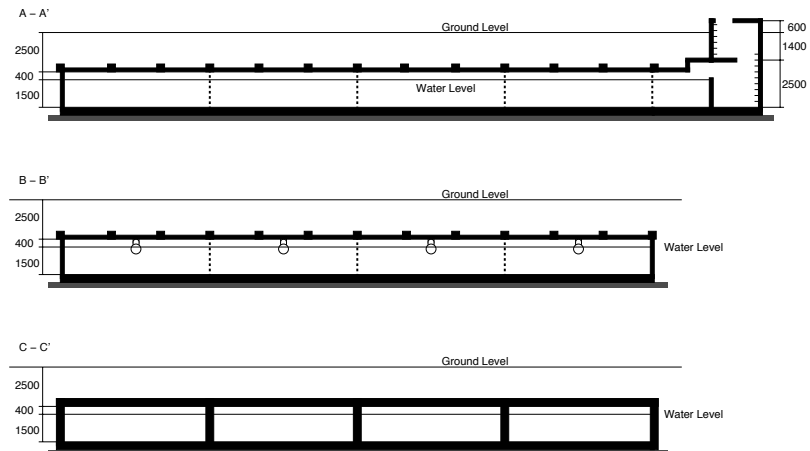 A – A’
Ground Level
2500
400
1500
Water Level
600
1400
2500
B – B’
Ground Level
2500
400
1500
Water Level
C – C’
Ground Level
2500
400
1500
Water Level